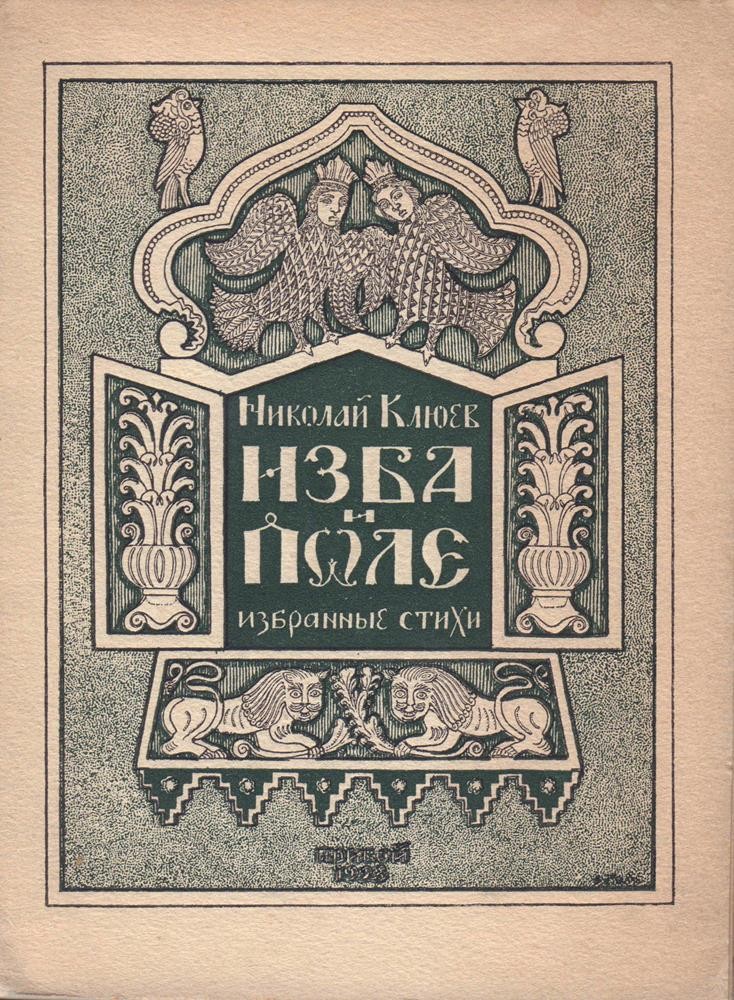 Николай Клюев
ИЗБА
и
ПОЛЕ
избранные стихи
ПРИБОЙ
1928